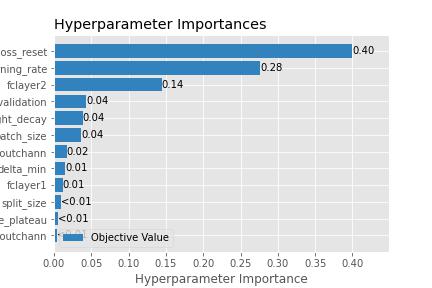 Hyperparameter Importances
oss_reset 0.40
ning_rate 0.28
fclayer2 0.14
validation 0.04
ght_decay 0.04
atch_size 0.04
outchann 0.02
delta_min 0.01
fclayer1 0.01
split_size <0.01
e_plateau <0.01
outchann <0.01
Objective Value
0.00 0.05 0.10 0.15 0.20 0.25 0.30 0.35 0.40
Hyperparameter Importance